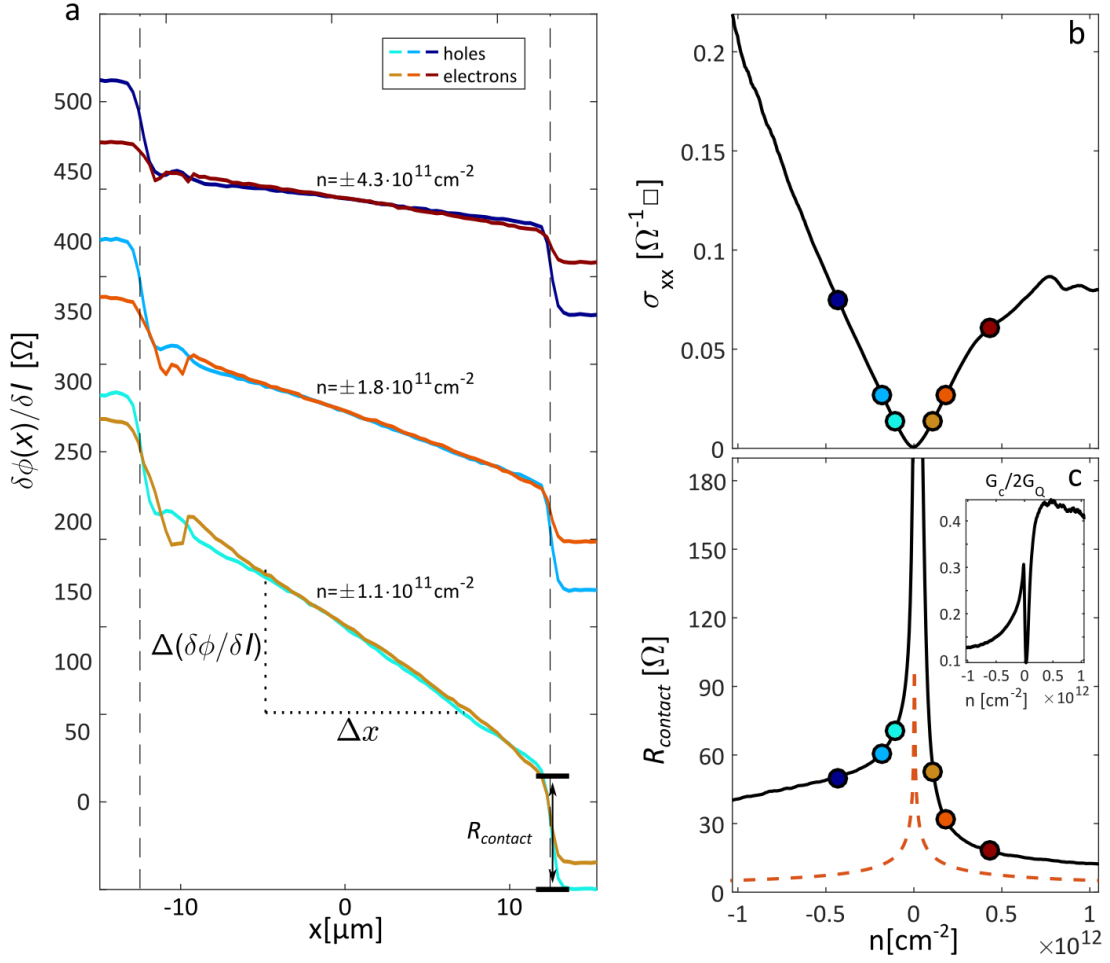 a
holes
electrons
500
450
400
350
300
250
200
150
100
50
0
δϕ(x)/δI [Ω]
n=±4.3·10¹¹cm⁻²
n=±1.8·10¹¹cm⁻²
n=±1.1·10¹¹cm⁻²
Δ(δϕ/δI)
Δx
R_contact
-10
0
10
x[μm]
b
0.2
0.15
0.1
0.05
0
σ_xx [Ω⁻¹□]
c
180
150
120
90
60
30
0
R_contact [Ω]
G_c/2G_Q
0.4
0.3
0.2
0.1
-1
0
1
n [cm⁻²]
×10¹²
-1
-0.5
0
0.5
1
n[cm⁻²]
×10¹²